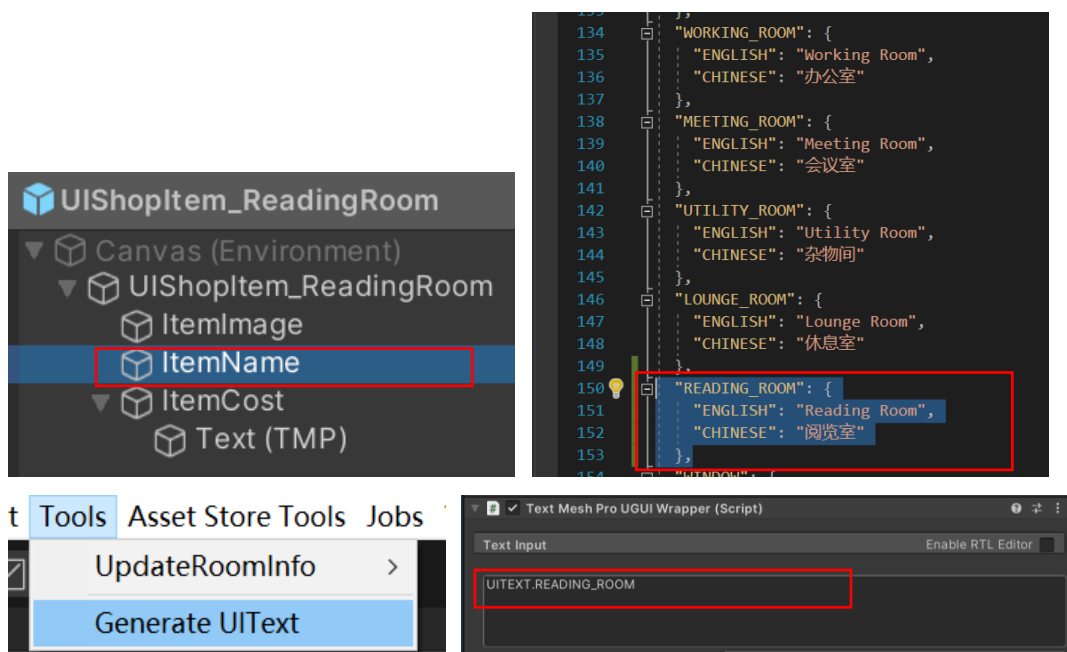 UIShopItem_ReadingRoom
Canvas (Environment)
UIShopItem_ReadingRoom
ItemImage
ItemName
ItemCost
Text (TMP)
134 "WORKING_ROOM": {
135 "ENGLISH": "Working Room",
136 "CHINESE": "办公室"
137 },
138 "MEETING_ROOM": {
139 "ENGLISH": "Meeting Room",
140 "CHINESE": "会议室"
141 },
142 "UTILITY_ROOM": {
143 "ENGLISH": "Utility Room",
144 "CHINESE": "杂物间"
145 },
146 "LOUNGE_ROOM": {
147 "ENGLISH": "Lounge Room",
148 "CHINESE": "休息室"
149 },
150 "READING_ROOM": {
151 "ENGLISH": "Reading Room",
152 "CHINESE": "阅览室"
153 },
154 "WINDOW": {
t Tools Asset Store Tools Jobs
UpdateRoomInfo >
Generate UIText
# Text Mesh Pro UGUI Wrapper (Script)
Text Input Enable RTL Editor
UITEXT.READING_ROOM